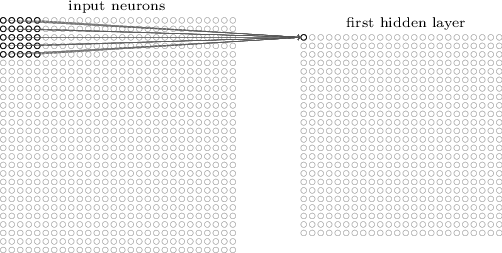 input neurons
first hidden layer